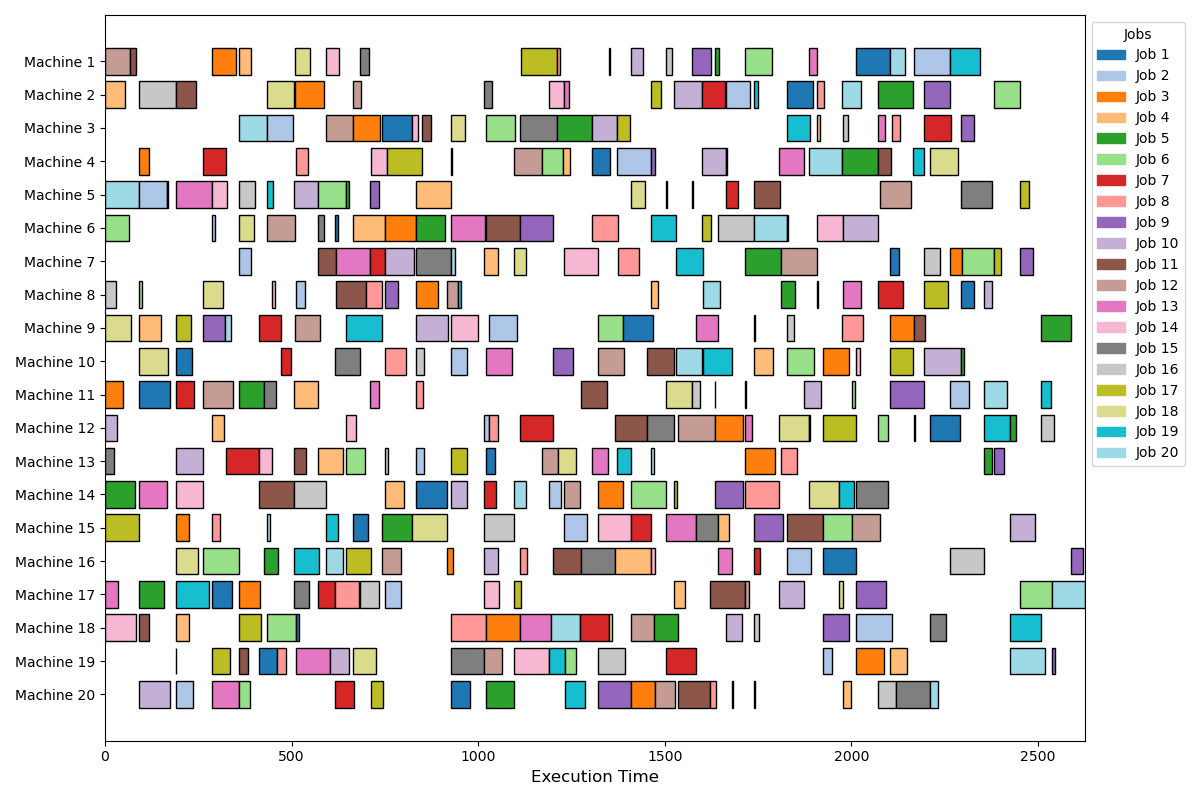 Machine 1
Machine 2
Machine 3
Machine 4
Machine 5
Machine 6
Machine 7
Machine 8
Machine 9
Machine 10
Machine 11
Machine 12
Machine 13
Machine 14
Machine 15
Machine 16
Machine 17
Machine 18
Machine 19
Machine 20
0 500 1000 1500 2000 2500
Execution Time
Jobs
Job 1
Job 2
Job 3
Job 4
Job 5
Job 6
Job 7
Job 8
Job 9
Job 10
Job 11
Job 12
Job 13
Job 14
Job 15
Job 16
Job 17
Job 18
Job 19
Job 20